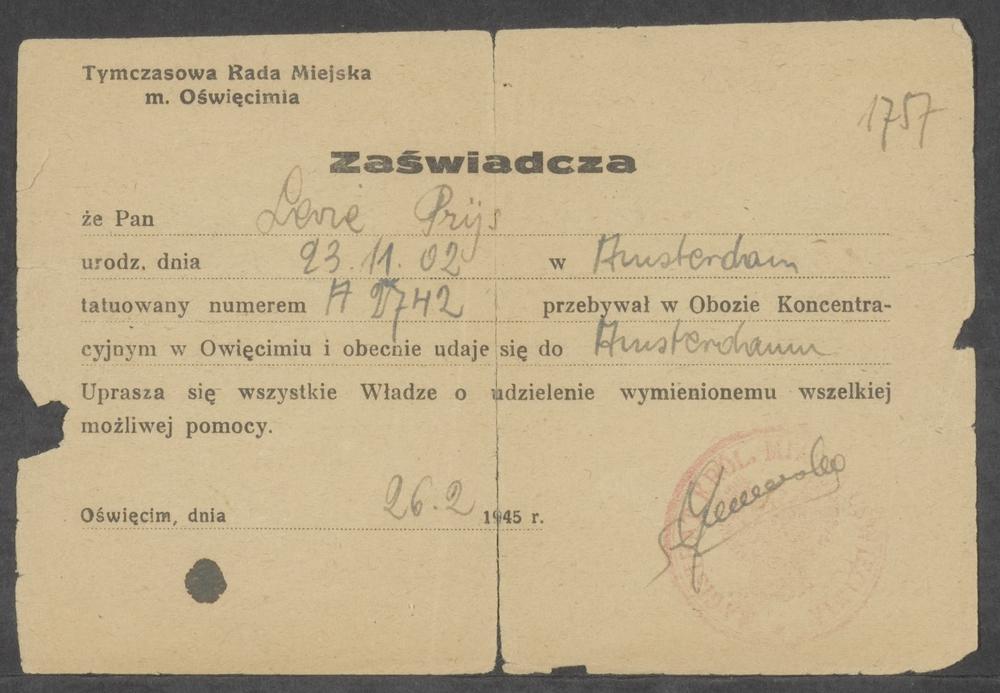 Tymczasowa Rada Miejska
m. Oświęcimia
1757
Zaświadcza
że Pan Levie Prijs
urodz. dnia 23.11.02 w Amsterdam
tatuowany numerem A 2742 przebywał w Obozie Koncentra-
cyjnym w Owięcimiu i obecnie udaje się do Amsterdamm
Uprasza się wszystkie Władze o udzielenie wymienionemu wszelkiej
możliwej pomocy.
Oświęcim, dnia 26.2 1945 r.